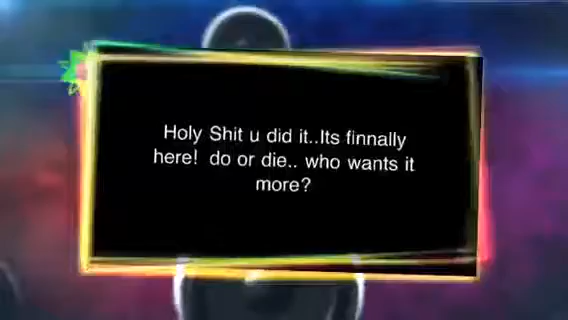 Holy Shit u did it..Its finnally
here!  do or die.. who wants it
more?